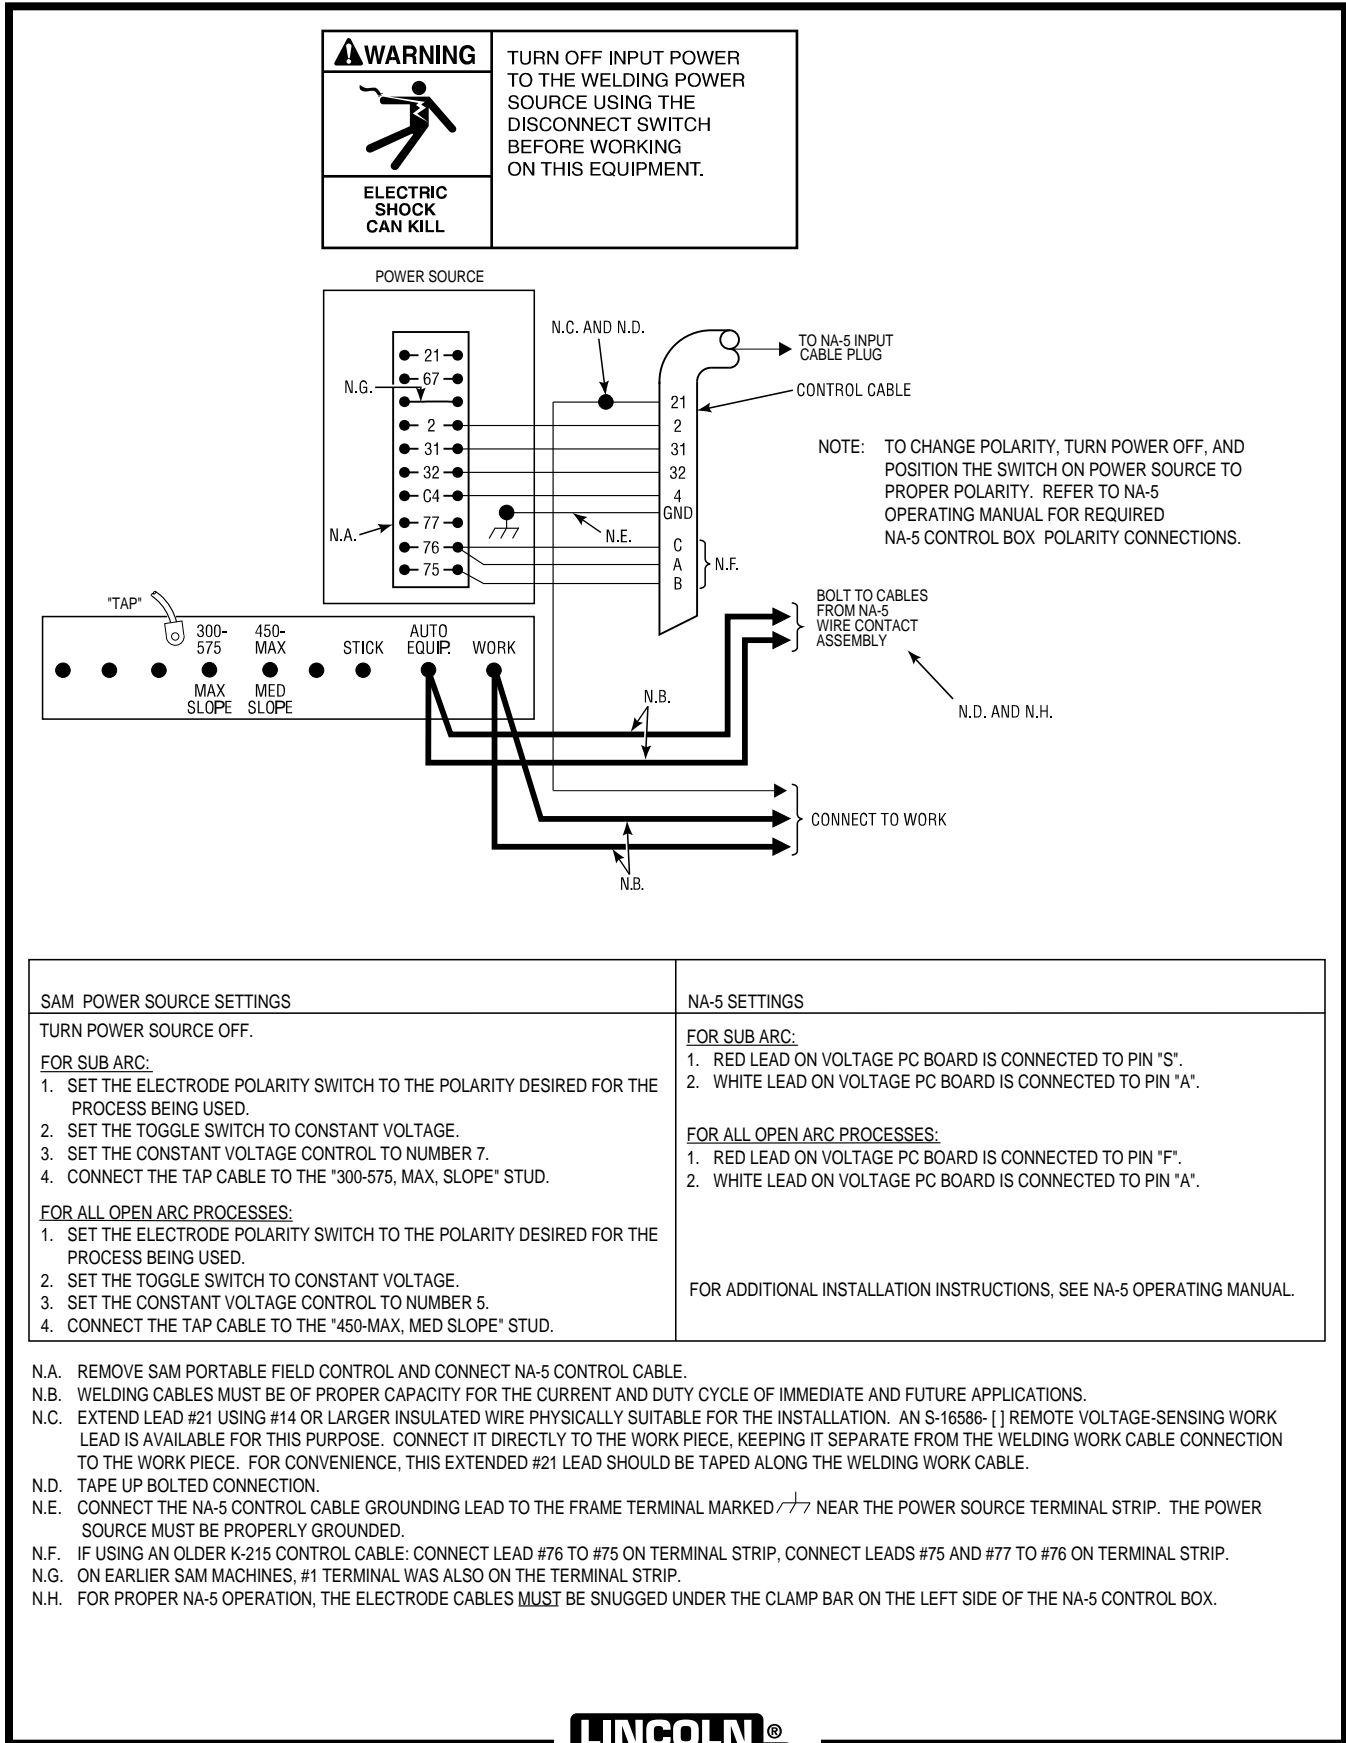 WARNING
ELECTRIC
SHOCK
CAN KILL
TURN OFF INPUT POWER
TO THE WELDING POWER
SOURCE USING THE
DISCONNECT SWITCH
BEFORE WORKING
ON THIS EQUIPMENT.
POWER SOURCE
21
67
N.G.
2
31
32
C4
77
N.A.
76
75
N.C. AND N.D.
TO NA-5 INPUT
CABLE PLUG
CONTROL CABLE
21
2
31
32
4
GND
N.E.
C
A
B
N.F.
NOTE: TO CHANGE POLARITY, TURN POWER OFF, AND
POSITION THE SWITCH ON POWER SOURCE TO
PROPER POLARITY. REFER TO NA-5
OPERATING MANUAL FOR REQUIRED
NA-5 CONTROL BOX POLARITY CONNECTIONS.
"TAP"
300-
575
MAX
SLOPE
450-
MAX
MED
SLOPE
STICK
AUTO
EQUIP.
WORK
BOLT TO CABLES
FROM NA-5
WIRE CONTACT
ASSEMBLY
N.D. AND N.H.
N.B.
CONNECT TO WORK
N.B.
SAM POWER SOURCE SETTINGS
TURN POWER SOURCE OFF.
FOR SUB ARC:
1. SET THE ELECTRODE POLARITY SWITCH TO THE POLARITY DESIRED FOR THE
PROCESS BEING USED.
2. SET THE TOGGLE SWITCH TO CONSTANT VOLTAGE.
3. SET THE CONSTANT VOLTAGE CONTROL TO NUMBER 7.
4. CONNECT THE TAP CABLE TO THE "300-575, MAX, SLOPE" STUD.
FOR ALL OPEN ARC PROCESSES:
1. SET THE ELECTRODE POLARITY SWITCH TO THE POLARITY DESIRED FOR THE
PROCESS BEING USED.
2. SET THE TOGGLE SWITCH TO CONSTANT VOLTAGE.
3. SET THE CONSTANT VOLTAGE CONTROL TO NUMBER 5.
4. CONNECT THE TAP CABLE TO THE "450-MAX, MED SLOPE" STUD.
NA-5 SETTINGS
FOR SUB ARC:
1. RED LEAD ON VOLTAGE PC BOARD IS CONNECTED TO PIN "S".
2. WHITE LEAD ON VOLTAGE PC BOARD IS CONNECTED TO PIN "A".
FOR ALL OPEN ARC PROCESSES:
1. RED LEAD ON VOLTAGE PC BOARD IS CONNECTED TO PIN "F".
2. WHITE LEAD ON VOLTAGE PC BOARD IS CONNECTED TO PIN "A".
FOR ADDITIONAL INSTALLATION INSTRUCTIONS, SEE NA-5 OPERATING MANUAL.
N.A. REMOVE SAM PORTABLE FIELD CONTROL AND CONNECT NA-5 CONTROL CABLE.
N.B. WELDING CABLES MUST BE OF PROPER CAPACITY FOR THE CURRENT AND DUTY CYCLE OF IMMEDIATE AND FUTURE APPLICATIONS.
N.C. EXTEND LEAD #21 USING #14 OR LARGER INSULATED WIRE PHYSICALLY SUITABLE FOR THE INSTALLATION. AN S-16586- [ ] REMOTE VOLTAGE-SENSING WORK
LEAD IS AVAILABLE FOR THIS PURPOSE. CONNECT IT DIRECTLY TO THE WORK PIECE, KEEPING IT SEPARATE FROM THE WELDING WORK CABLE CONNECTION
TO THE WORK PIECE. FOR CONVENIENCE, THIS EXTENDED #21 LEAD SHOULD BE TAPED ALONG THE WELDING WORK CABLE.
N.D. TAPE UP BOLTED CONNECTION.
N.E. CONNECT THE NA-5 CONTROL CABLE GROUNDING LEAD TO THE FRAME TERMINAL MARKED NEAR THE POWER SOURCE TERMINAL STRIP. THE POWER
SOURCE MUST BE PROPERLY GROUNDED.
N.F. IF USING AN OLDER K-215 CONTROL CABLE: CONNECT LEAD #76 TO #75 ON TERMINAL STRIP, CONNECT LEADS #75 AND #77 TO #76 ON TERMINAL STRIP.
N.G. ON EARLIER SAM MACHINES, #1 TERMINAL WAS ALSO ON THE TERMINAL STRIP.
N.H. FOR PROPER NA-5 OPERATION, THE ELECTRODE CABLES MUST BE SNUGGED UNDER THE CLAMP BAR ON THE LEFT SIDE OF THE NA-5 CONTROL BOX.
LINCOLN ®